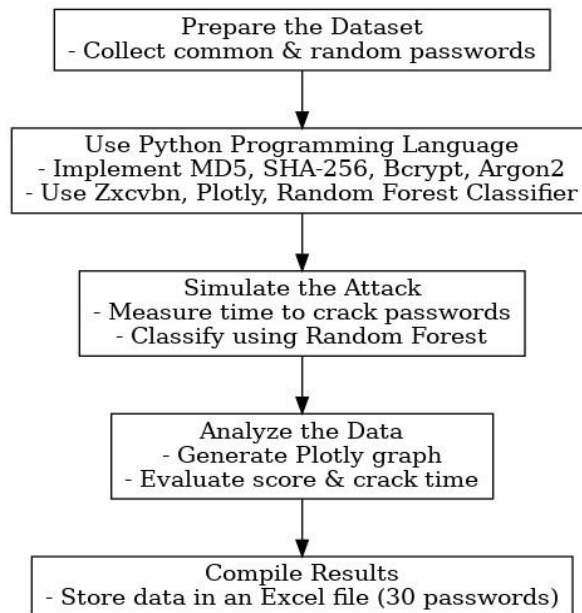 Prepare the Dataset
- Collect common & random passwords
Use Python Programming Language
- Implement MD5, SHA-256, Bcrypt, Argon2
- Use Zxcvbn, Plotly, Random Forest Classifier
Simulate the Attack
- Measure time to crack passwords
- Classify using Random Forest
Analyze the Data
- Generate Plotly graph
- Evaluate score & crack time
Compile Results
- Store data in an Excel file (30 passwords)